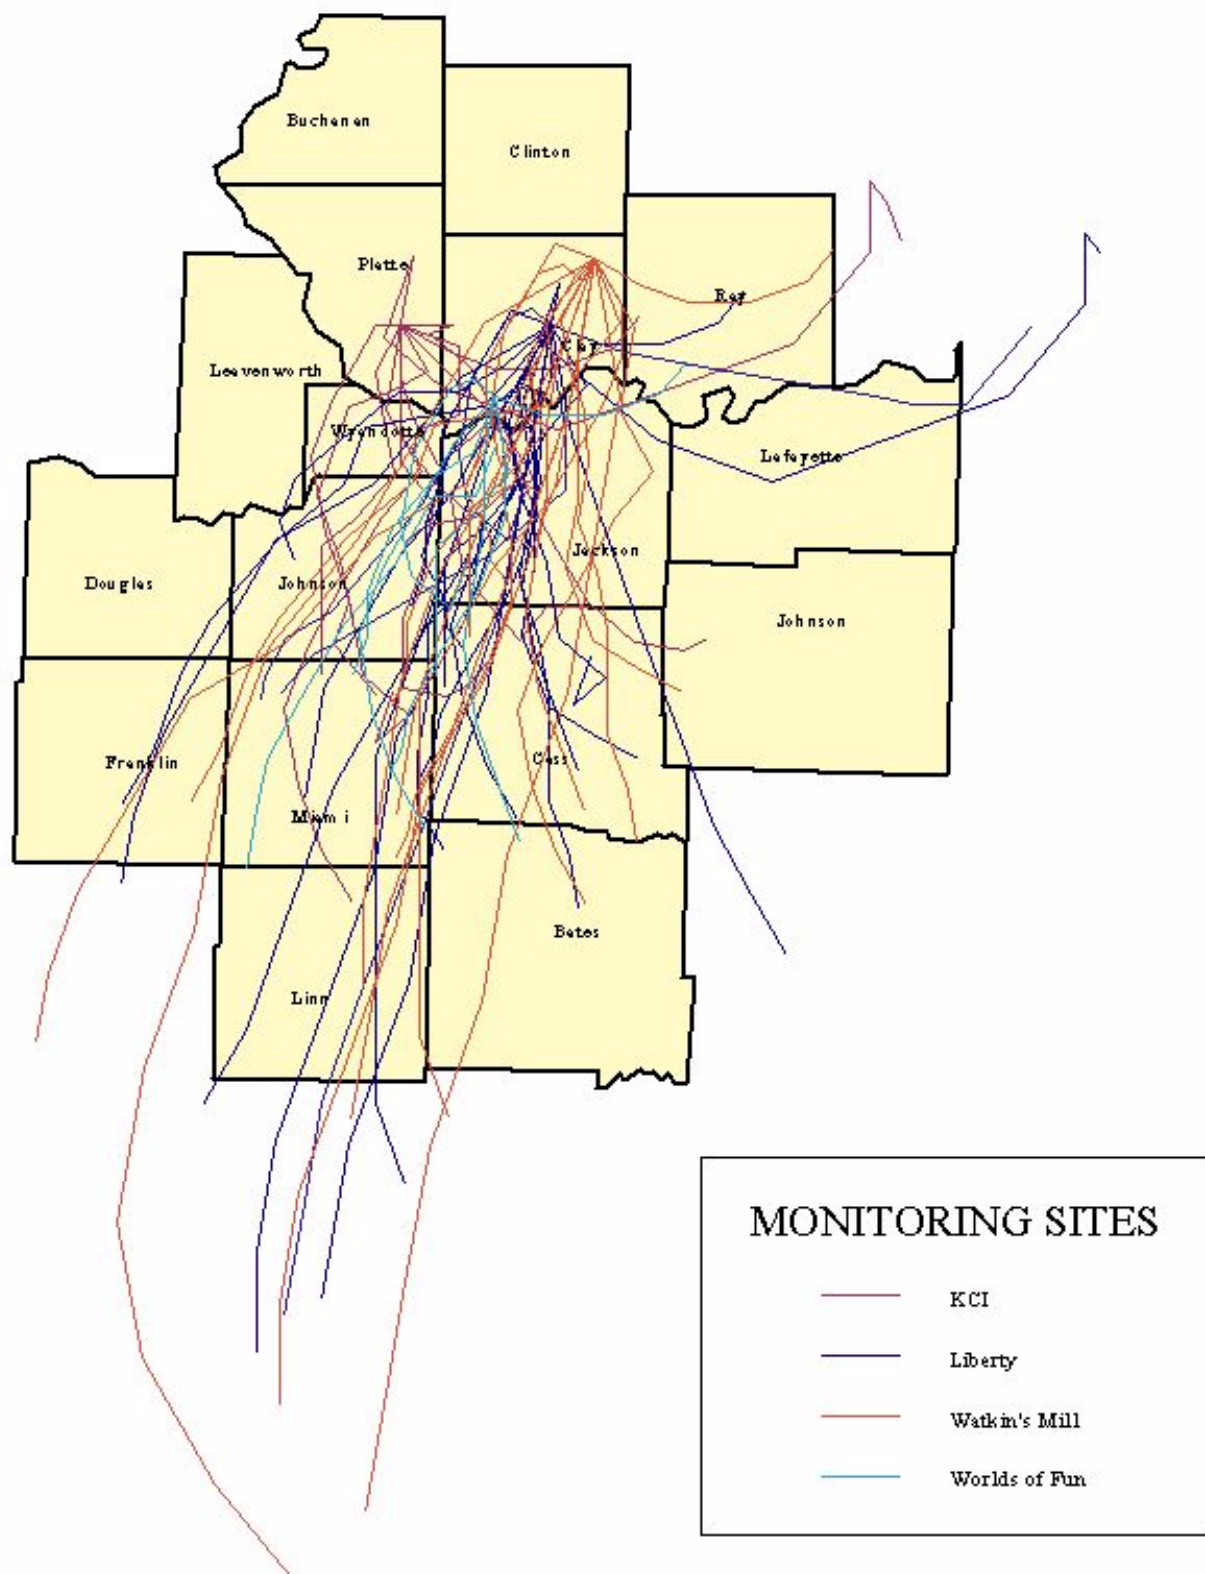 Buchanan
Clinton
Platte
Ray
Clay
Leavenworth
Wyandotte
Lafayette
Jackson
Douglas
Johnson
Johnson
Franklin
Cass
Miami
Bates
Linn
MONITORING SITES
KCI
Liberty
Watkin's Mill
Worlds of Fun